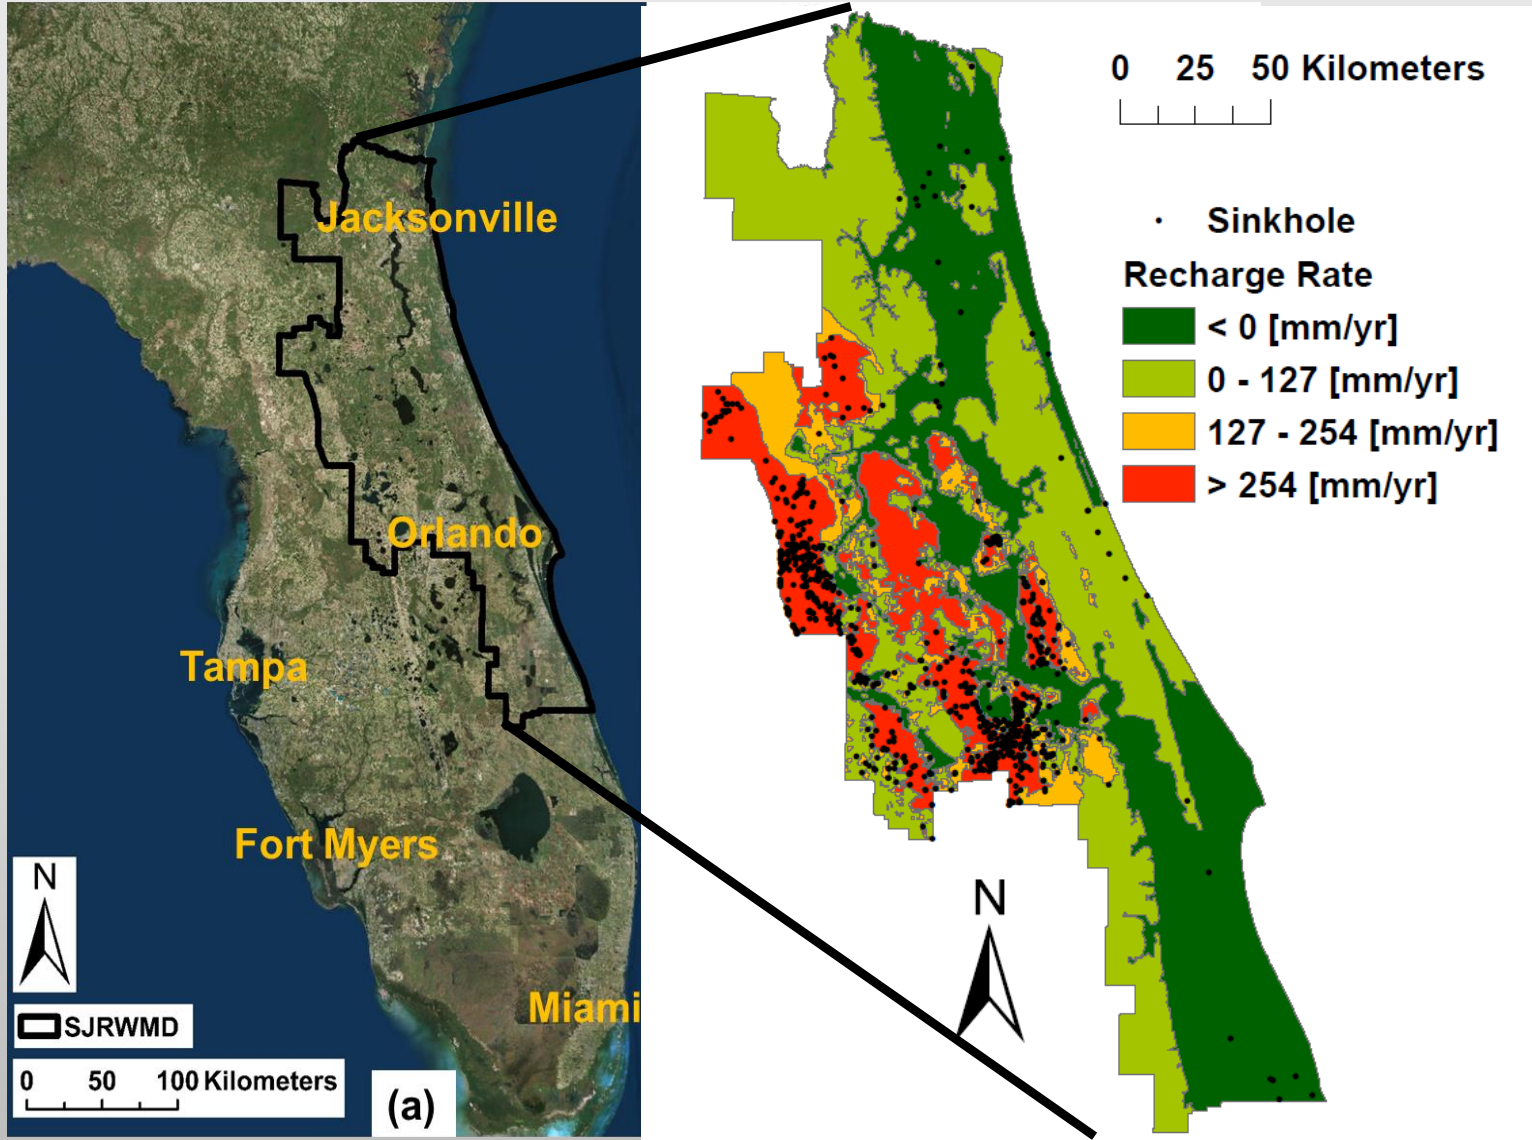 Jacksonville
Orlando
Tampa
Fort Myers
Miami
N
SJRWMD
0 50 100 Kilometers
(a)
0 25 50 Kilometers
Sinkhole
Recharge Rate
< 0 [mm/yr]
0 - 127 [mm/yr]
127 - 254 [mm/yr]
> 254 [mm/yr]
N